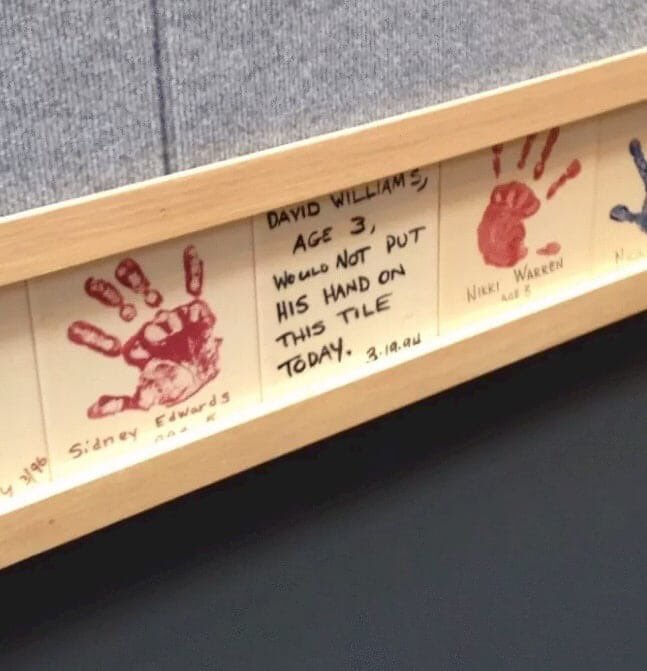 3/96
Sidney Edwards
DAVID WILLIAMS,
AGE 3,
WOULD NOT PUT
HIS HAND ON
THIS TILE
TODAY. 3.19.94
NIKKI WARREN